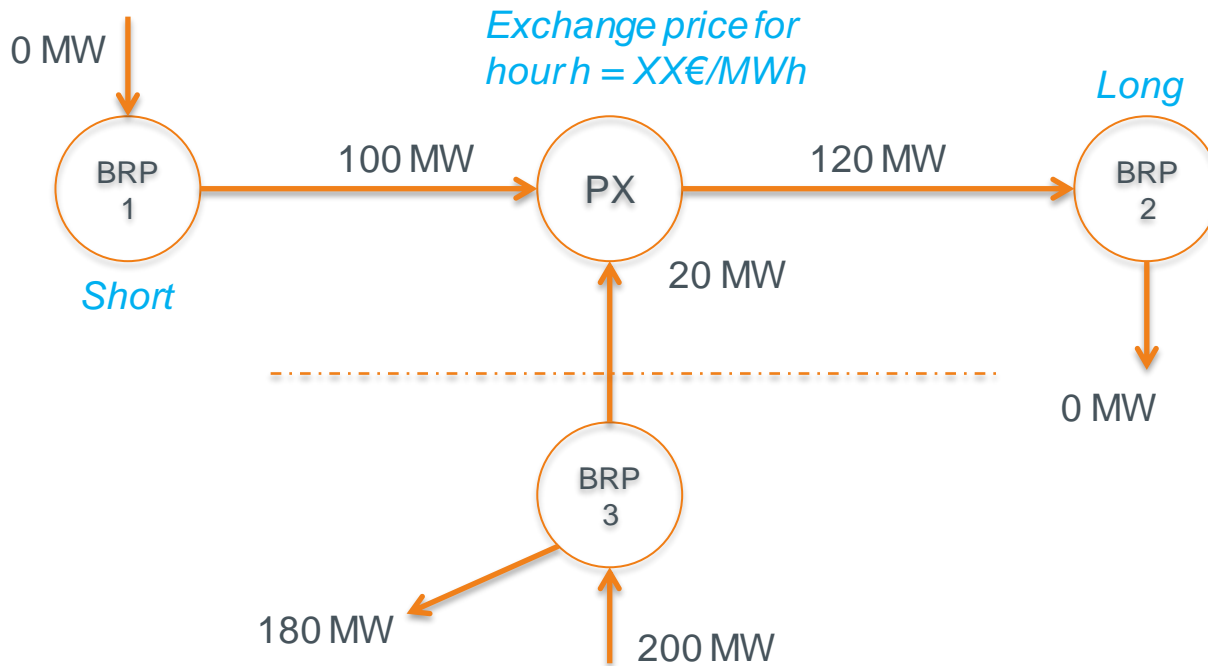 0 MW
Exchange price for
hour h = XX€/MWh
Long
BRP
1
100 MW
PX
120 MW
BRP
2
Short
20 MW
0 MW
BRP
3
180 MW
200 MW